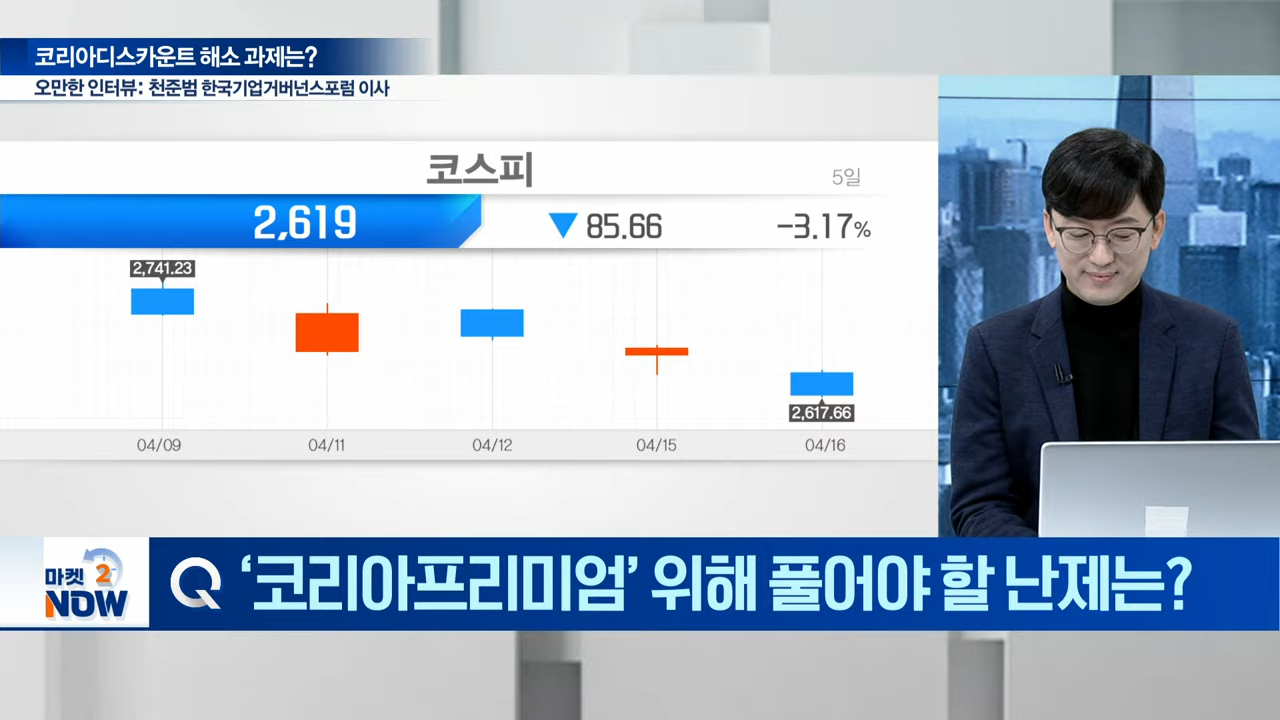 코리아디스카운트 해소 과제는?
오만한 인터뷰: 천준범 한국기업거버넌스포럼 이사
코스피
5일
2,619 ▼ 85.66 -3.17%
2,741.23
2,617.66
04/09 04/11 04/12 04/15 04/16
마켓 2
NOW
Q ‘코리아프리미엄’ 위해 풀어야 할 난제는?